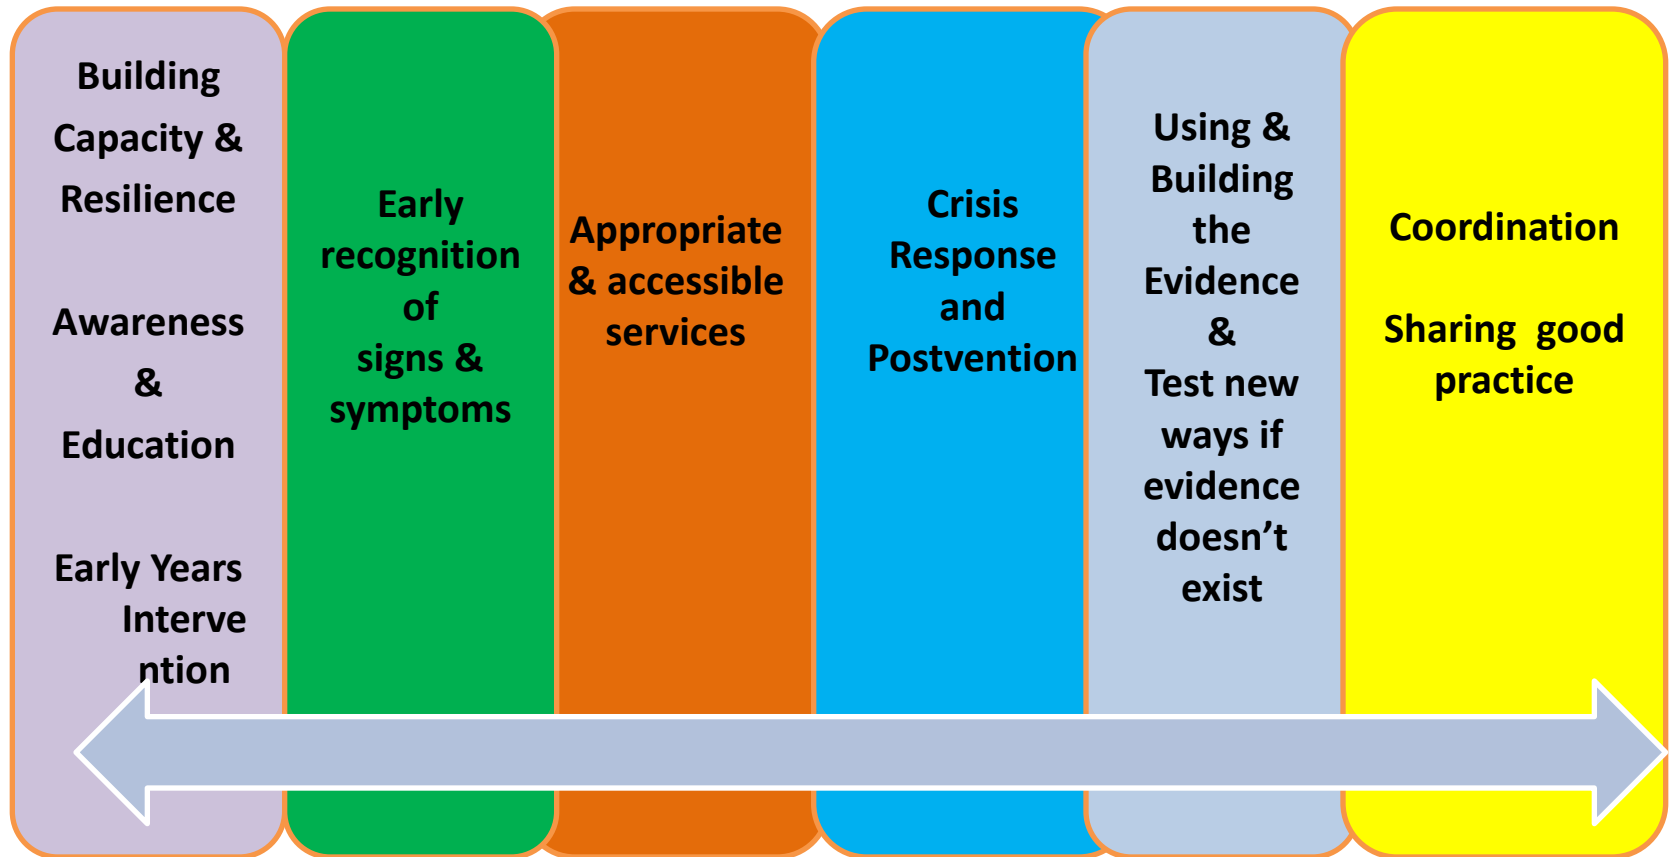 Building
Capacity &
Resilience
Awareness
&
Education
Early Years
Interve
ntion
Early
recognition
of
signs &
symptoms
Appropriate
& accessible
services
Crisis
Response
and
Postvention
Using &
Building
the
Evidence
&
Test new
ways if
evidence
doesn’t
exist
Coordination
Sharing  good
practice